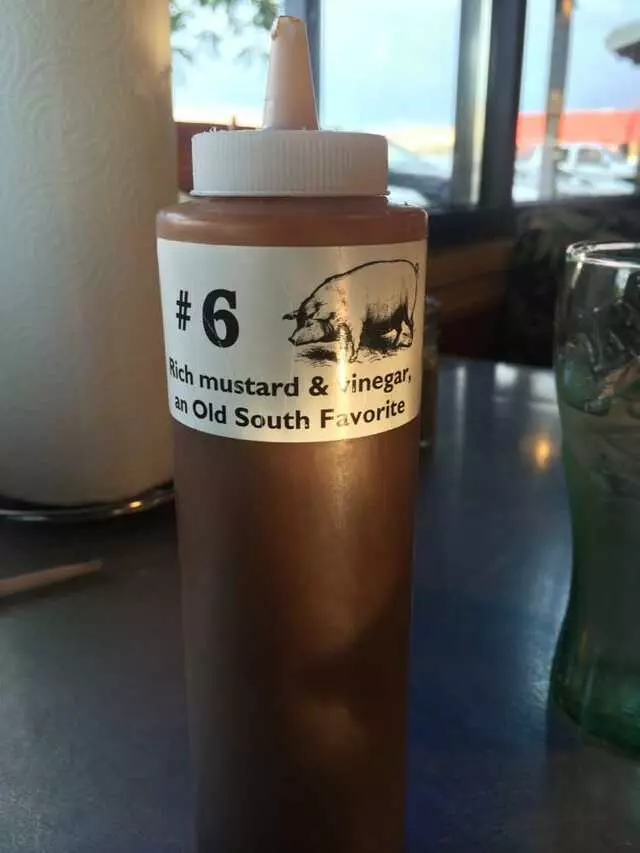 # 6
Rich mustard & vinegar,
an Old South Favorite